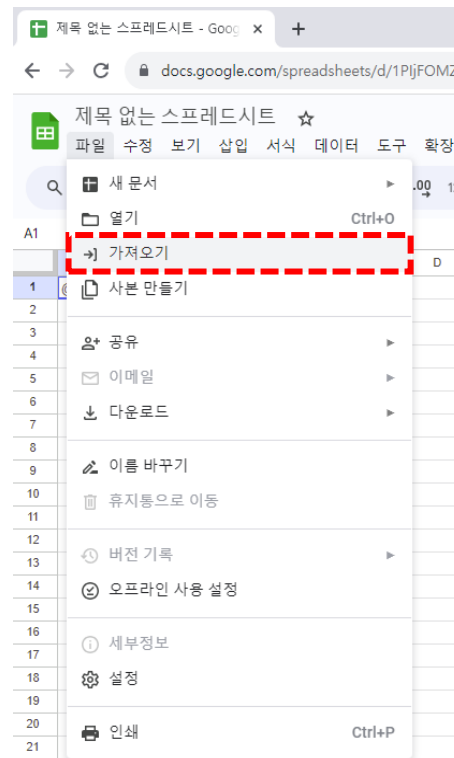 제목 없는 스프레드시트 - Goog
docs.google.com/spreadsheets/d/1PIjFOMZ
제목 없는 스프레드시트
파일 수정 보기 삽입 서식 데이터 도구 확장
새 문서
.00
열기 Ctrl+O
A1
가져오기
D
1
사본 만들기
2
3
공유
4
5
이메일
6
다운로드
7
8
9
이름 바꾸기
10
휴지통으로 이동
11
12
버전 기록
13
14
오프라인 사용 설정
15
16
세부정보
17
18
설정
19
20
인쇄 Ctrl+P
21